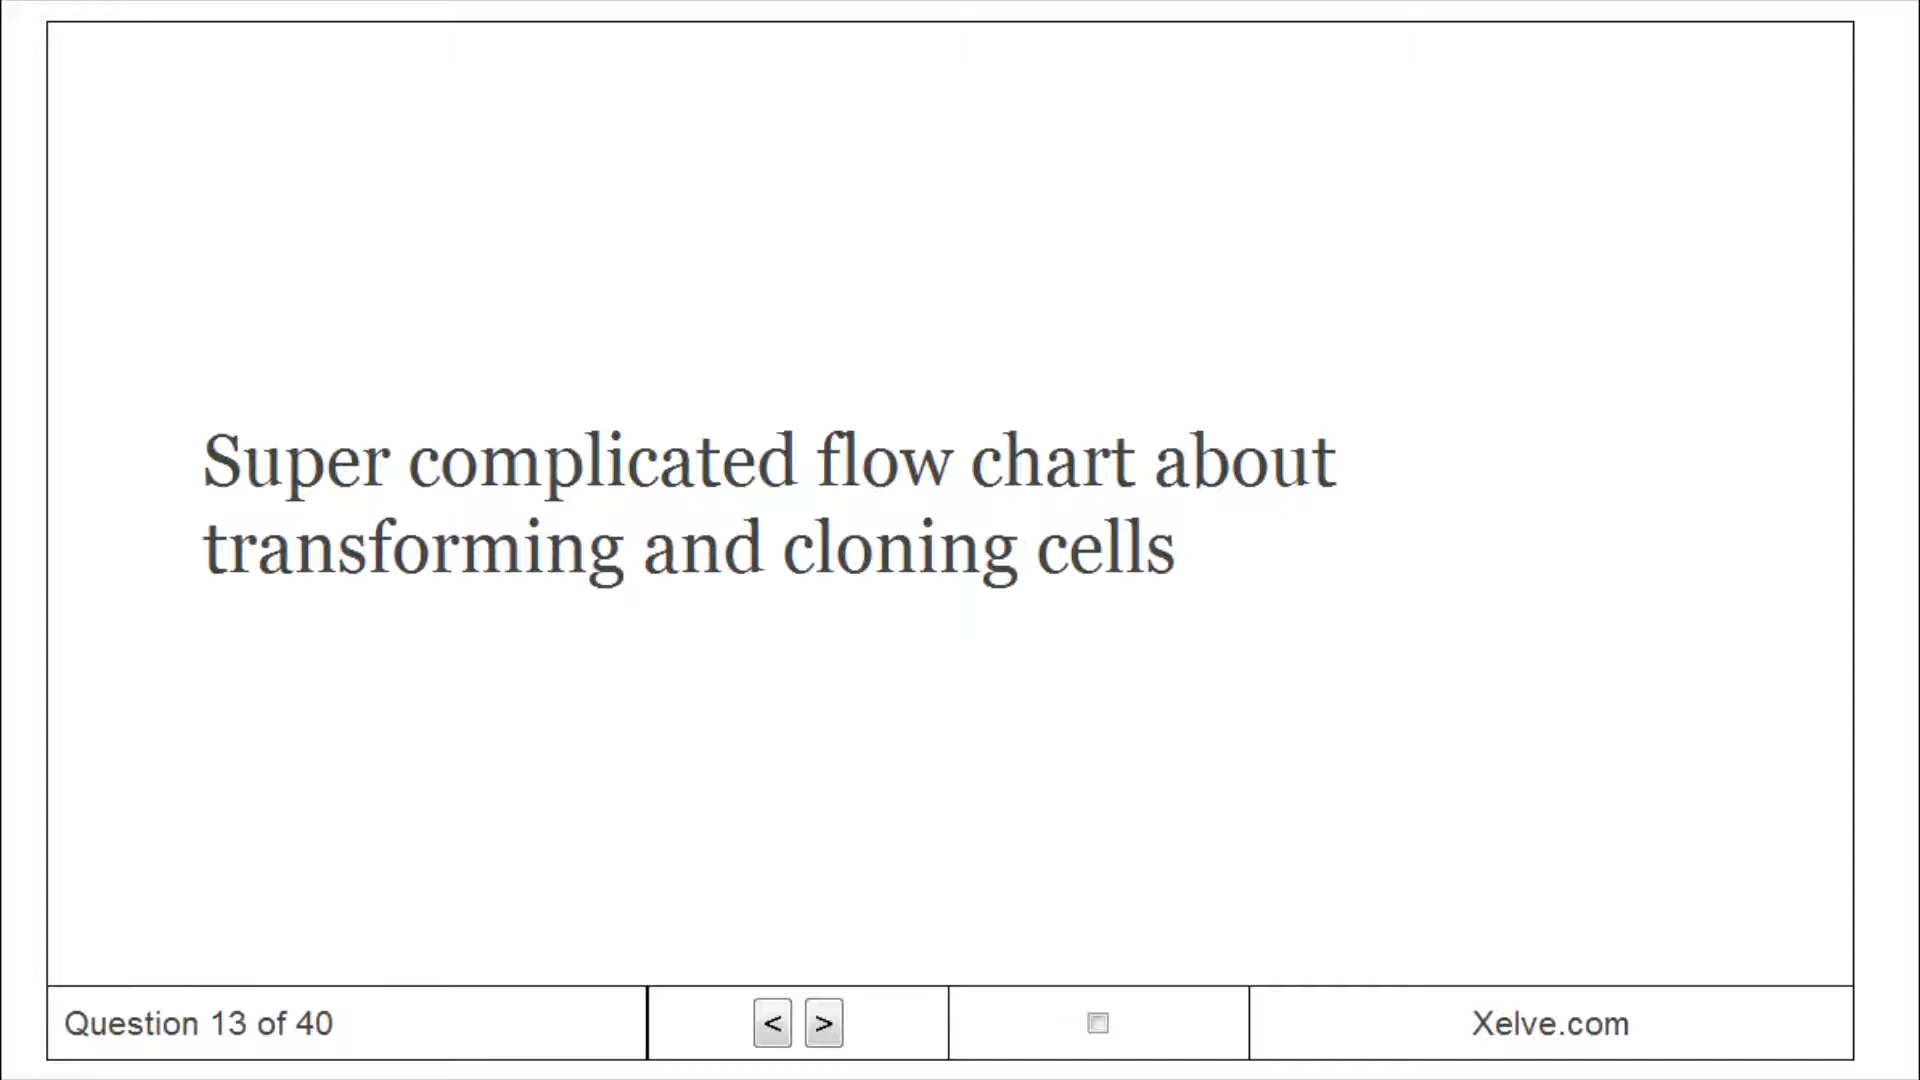 Super complicated flow chart about
transforming and cloning cells
Question 13 of 40
< >
Xelve.com